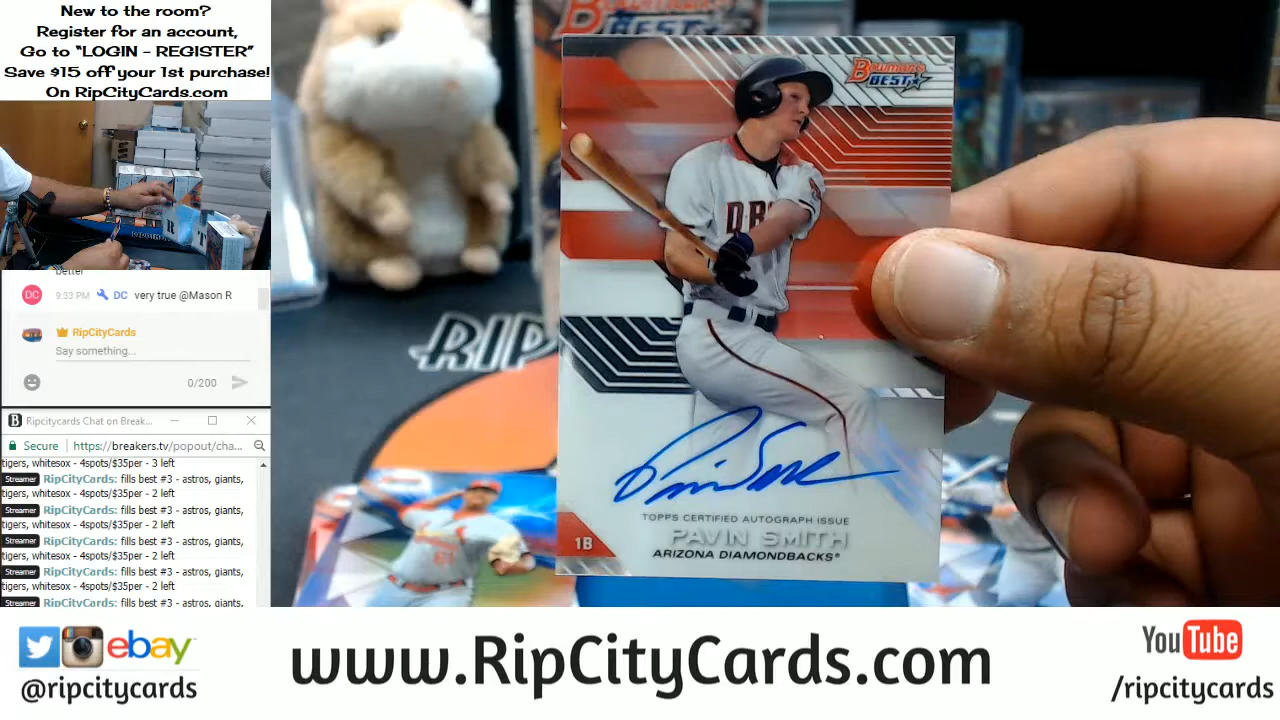 New to the room?
Register for an account,
Go to "LOGIN - REGISTER"
Save $15 off your 1st purchase!
On RipCityCards.com
better
DC 9:33 PM DC very true @Mason R
RipCityCards
Say something...
0/200
Ripcitycards Chat on Break...
Secure https://breakers.tv/popout/cha...
tigers, whitesox - 4spots/$35per - 3 left
Streamer RipCityCards: fills best #3 - astros, giants,
tigers, whitesox - 4spots/$35per - 2 left
Streamer RipCityCards: fills best #3 - astros, giants,
tigers, whitesox - 4spots/$35per - 2 left
Streamer RipCityCards: fills best #3 - astros, giants,
tigers, whitesox - 4spots/$35per - 2 left
Streamer RipCityCards: fills best #3 - astros, giants,
tigers, whitesox - 4spots/$35per - 2 left
Streamer RipCityCards: fills best #3 - astros, giants,
BOWMAN'S
BEST
RIP
TOPPS CERTIFIED AUTOGRAPH ISSUE
PAVIN SMITH
1B
ARIZONA DIAMONDBACKS®
ebay
@ripcitycards
www.RipCityCards.com
YouTube
/ripcitycards